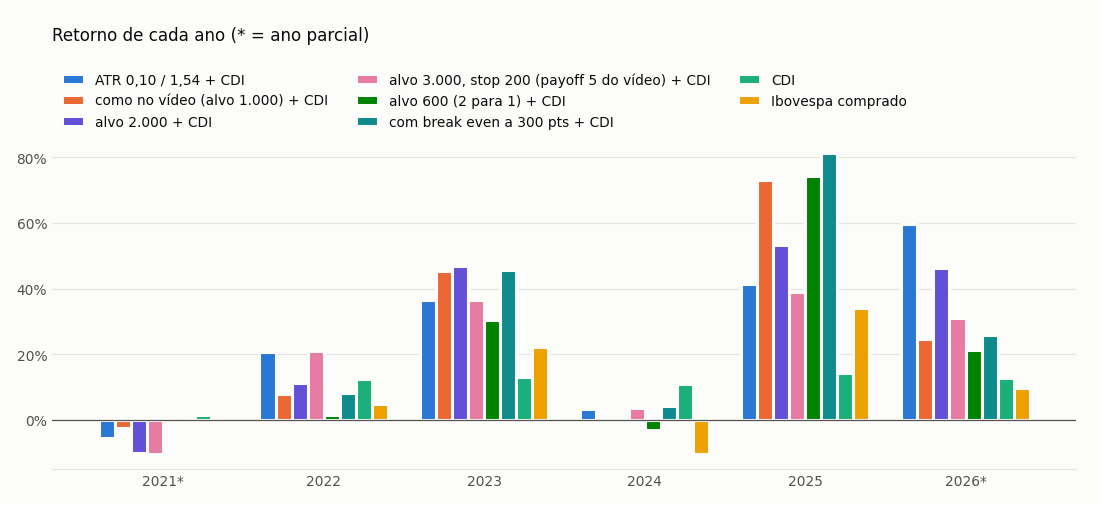 Retorno de cada ano (* = ano parcial)
ATR 0,10 / 1,54 + CDI
como no vídeo (alvo 1.000) + CDI
alvo 2.000 + CDI
alvo 3.000, stop 200 (payoff 5 do vídeo) + CDI
alvo 600 (2 para 1) + CDI
com break even a 300 pts + CDI
CDI
Ibovespa comprado
80%
60%
40%
20%
0%
2021*
2022
2023
2024
2025
2026*